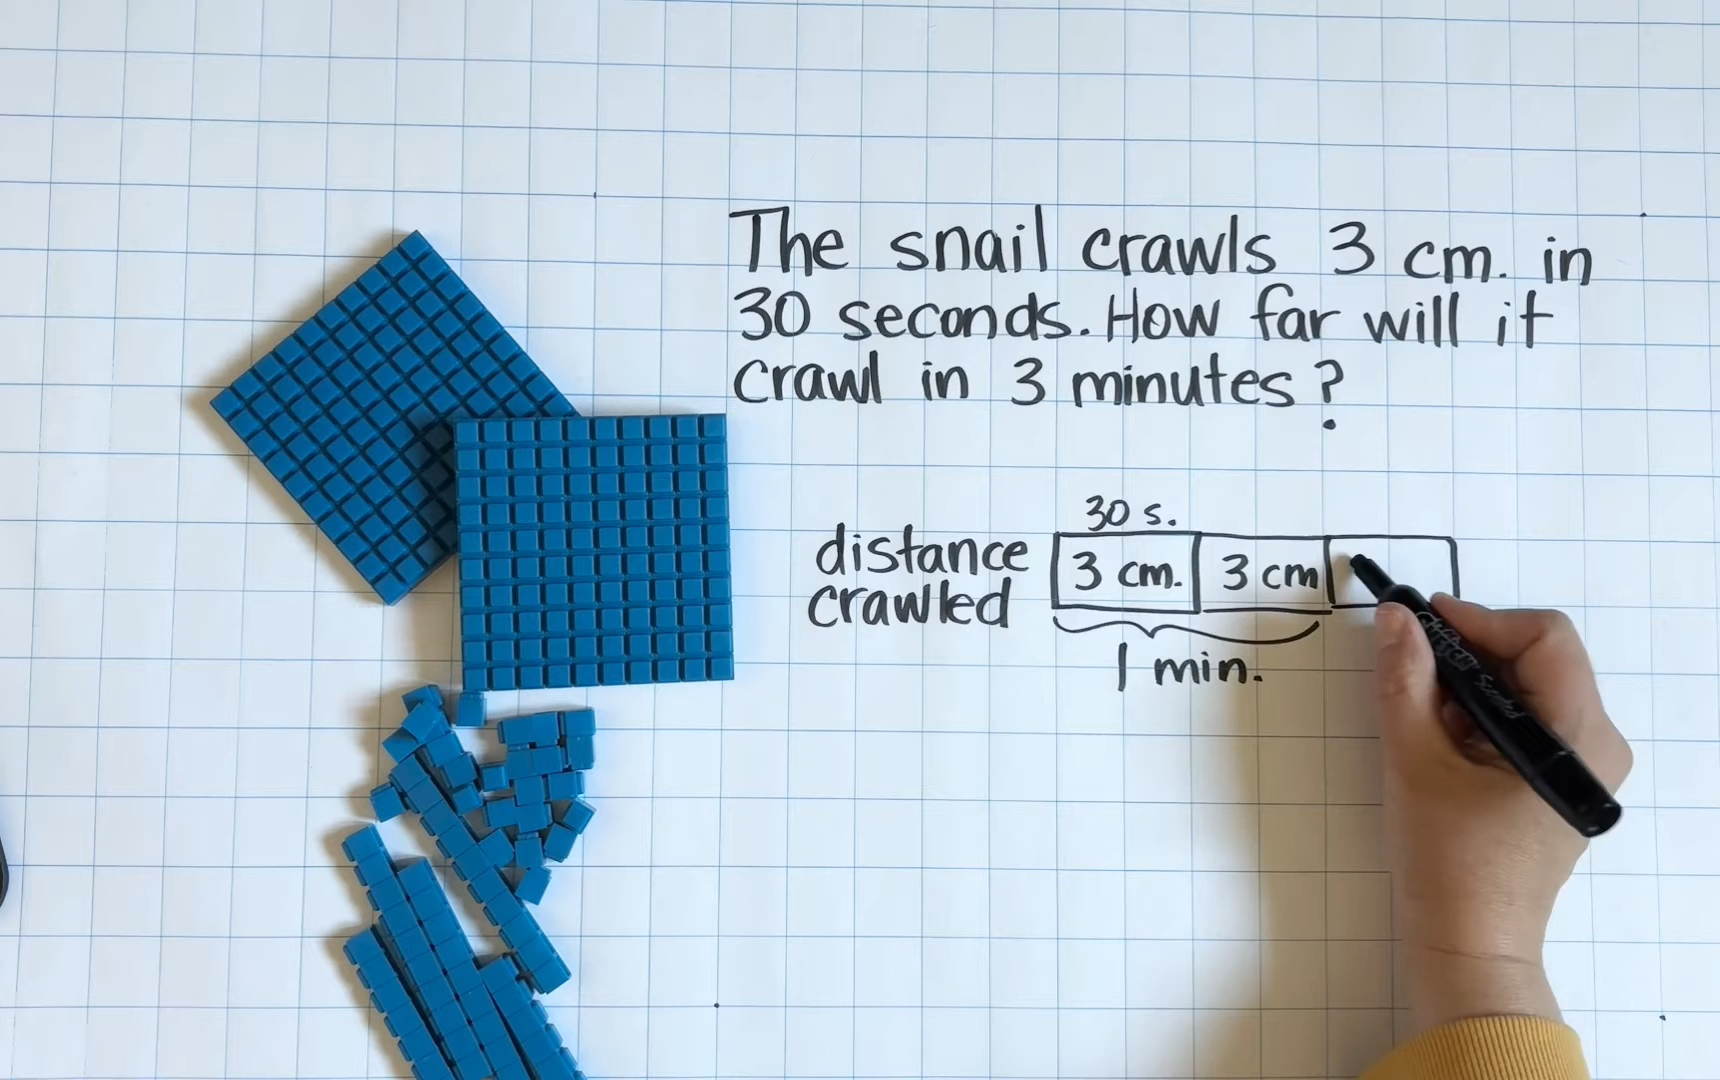 The snail crawls 3 cm. in
30 seconds. How far will it
crawl in 3 minutes?
30 s.
distance
crawled
3 cm. 3 cm
1 min.